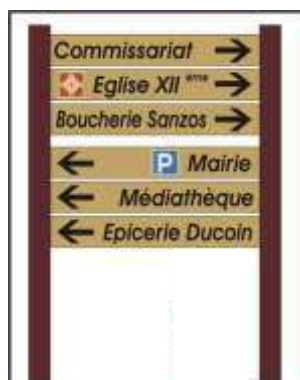 Commissariat
Eglise XII ème
Boucherie Sanzos
P Mairie
Médiathèque
Epicerie Ducoin